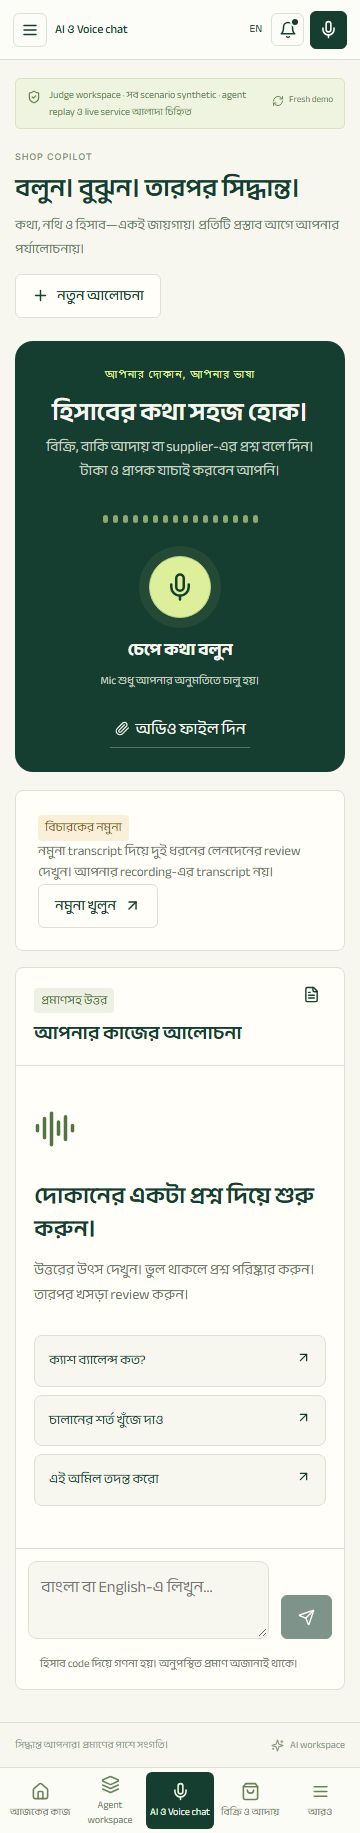 AI ও Voice chat
EN
Judge workspace · সব scenario synthetic · agent
replay ও live service আলাদা চিহ্নিত
Fresh demo
SHOP COPILOT
বলুন। বুঝুন। তারপর সিদ্ধান্ত।
কথা, নথি ও হিসাব—একই জায়গায়। প্রতিটি প্রস্তাব আগে আপনার
পর্যালোচনায়।
নতুন আলোচনা
আপনার দোকান, আপনার ভাষা
হিসাবের কথা সহজ হোক।
বিক্রি, বাকি আদায় বা supplier-এর প্রশ্ন বলে দিন।
টাকা ও প্রাপক যাচাই করবেন আপনি।
চেপে কথা বলুন
Mic শুধু আপনার অনুমতিতে চালু হয়।
অডিও ফাইল দিন
বিচারকের নমুনা
নমুনা transcript দিয়ে দুই ধরনের লেনদেনের review
দেখুন। আপনার recording-এর transcript নয়।
নমুনা খুলুন
প্রমাণসহ উত্তর
আপনার কাজের আলোচনা
দোকানের একটা প্রশ্ন দিয়ে শুরু
করুন।
উত্তরের উৎস দেখুন। ভুল থাকলে প্রশ্ন পরিষ্কার করুন।
তারপর খসড়া review করুন।
ক্যাশ ব্যালেন্স কত?
চালানের শর্ত খুঁজে দাও
এই অমিল তদন্ত করো
বাংলা বা English-এ লিখুন...
হিসাব code দিয়ে গণনা হয়। অনুপস্থিত প্রমাণ অজানাই থাকে।
সিদ্ধান্ত আপনার। প্রমাণের পাশে সংগতি।
AI workspace
আজকের কাজ
Agent
workspace
AI ও Voice chat
বিক্রি ও আদায়
আরও